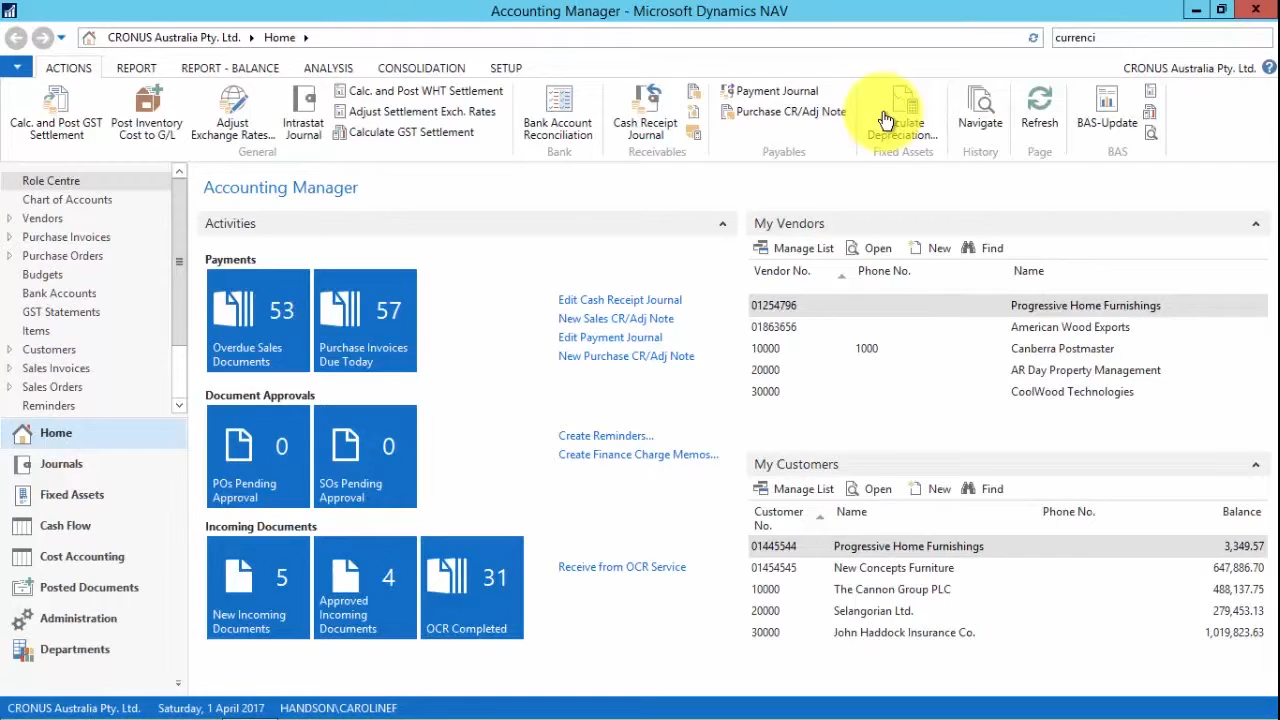 Accounting Manager - Microsoft Dynamics NAV
CRONUS Australia Pty. Ltd. Home
currenci
ACTIONS REPORT REPORT - BALANCE ANALYSIS CONSOLIDATION SETUP
CRONUS Australia Pty. Ltd.
Calc. and Post GST Settlement
Post Inventory Cost to G/L
Adjust Exchange Rates...
Intrastat Journal
Calc. and Post WHT Settlement
Adjust Settlement Exch. Rates
Calculate GST Settlement
General
Bank Account Reconciliation
Bank
Cash Receipt Journal
Receivables
Payment Journal
Purchase CR/Adj Note
Payables
Depreciation...
Fixed Assets
Navigate
History
Refresh
Page
BAS-Update
BAS
Role Centre
Chart of Accounts
Vendors
Purchase Invoices
Purchase Orders
Budgets
Bank Accounts
GST Statements
Items
Customers
Sales Invoices
Sales Orders
Reminders
Home
Journals
Fixed Assets
Cash Flow
Cost Accounting
Posted Documents
Administration
Departments
Accounting Manager
Activities
Payments
53
Overdue Sales Documents
57
Purchase Invoices Due Today
Edit Cash Receipt Journal
New Sales CR/Adj Note
Edit Payment Journal
New Purchase CR/Adj Note
Document Approvals
0
POs Pending Approval
0
SOs Pending Approval
Create Reminders...
Create Finance Charge Memos...
Incoming Documents
5
New Incoming Documents
4
Approved Incoming Documents
31
OCR Completed
Receive from OCR Service
My Vendors
Manage List Open New Find
Vendor No. Phone No. Name
01254796 Progressive Home Furnishings
01863656 American Wood Exports
10000 1000 Canberra Postmaster
20000 AR Day Property Management
30000 CoolWood Technologies
My Customers
Manage List Open New Find
Customer No. Name Phone No. Balance
01445544 Progressive Home Furnishings 3,349.57
01454545 New Concepts Furniture 647,886.70
10000 The Cannon Group PLC 488,137.75
20000 Selangorian Ltd. 279,453.13
30000 John Haddock Insurance Co. 1,019,823.63
CRONUS Australia Pty. Ltd. Saturday, 1 April 2017 HANDSON\CAROLINEF